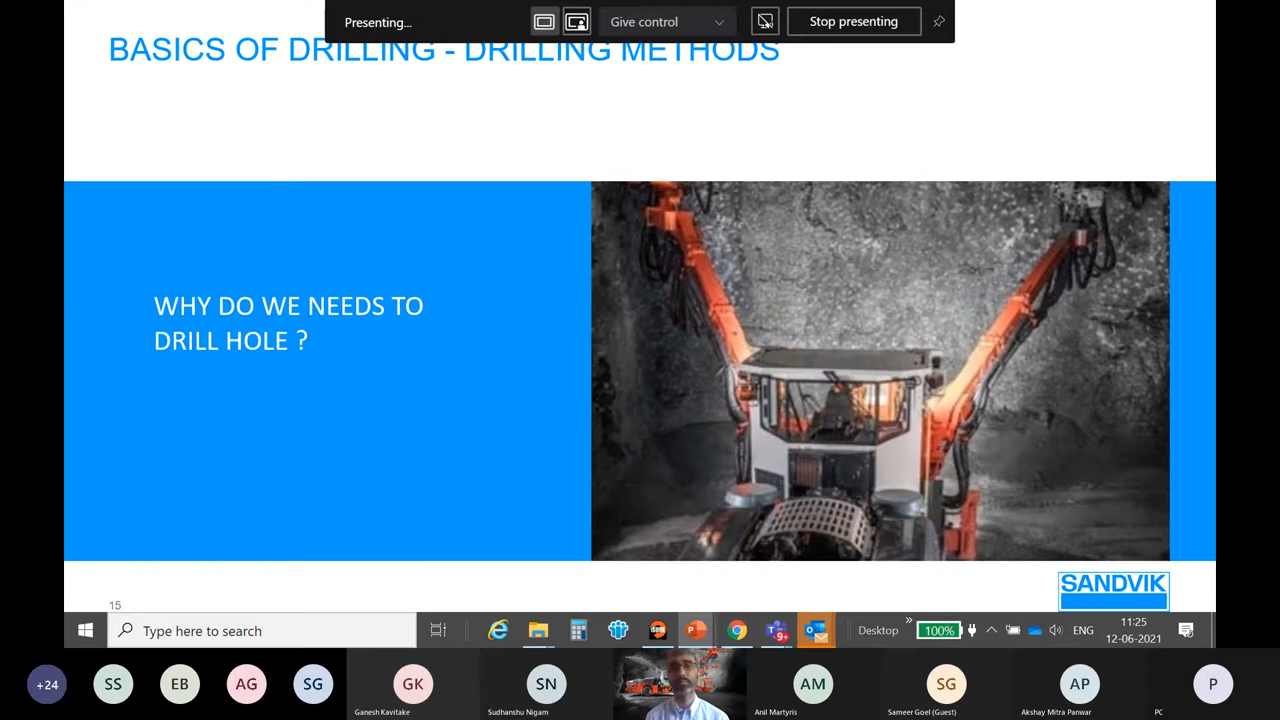 Presenting...
Give control
Stop presenting
BASICS OF DRILLING - DRILLING METHODS
WHY DO WE NEEDS TO
DRILL HOLE ?
SANDVIK
15
Type here to search
Desktop
100%
ENG
11:25
12-06-2021
9+
+24
SS
EB
AG
SG
GK
Ganesh Kavitake
SN
Sudhanshu Nigam
AM
Anil Martyris
SG
Sameer Goel (Guest)
AP
Akshay Mitra Panwar
P
PC